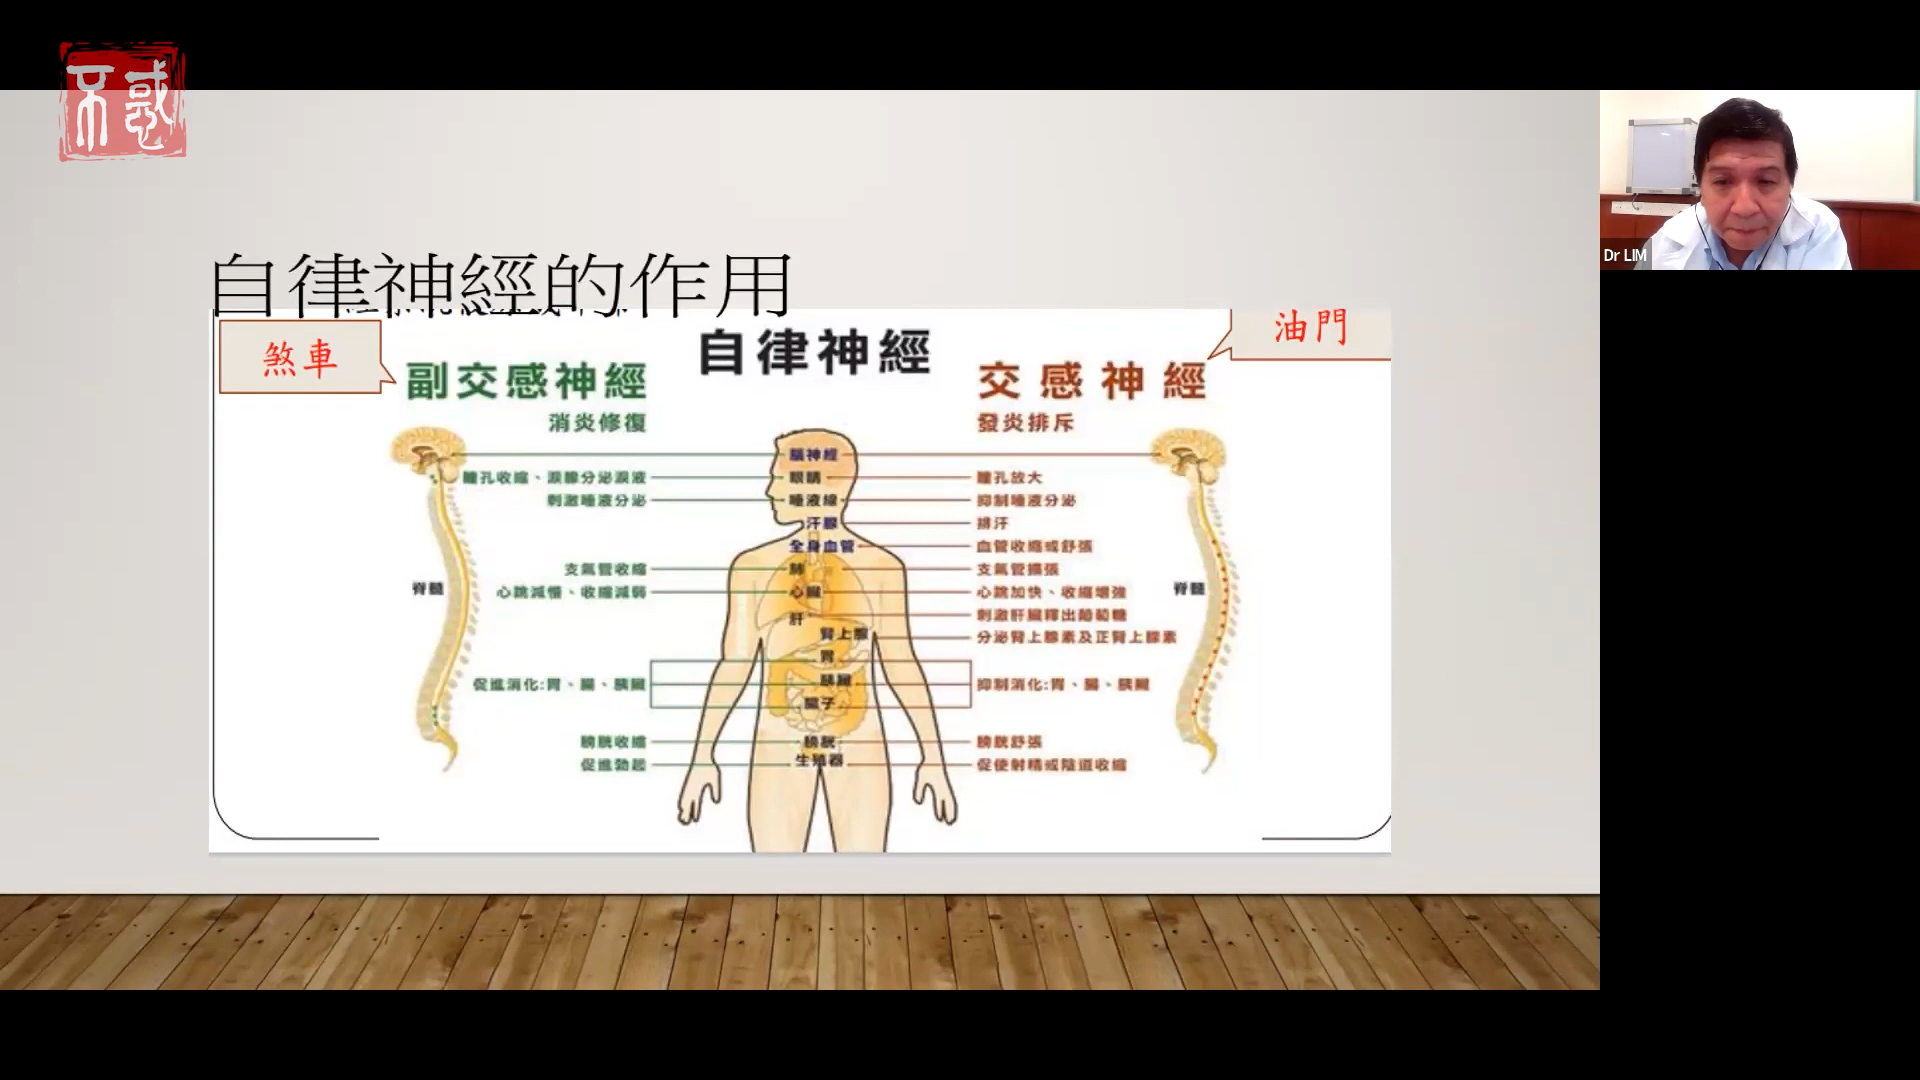 不惑
Dr LIM
自律神經的作用
煞車
油門
自律神經
副交感神經
交感神經
消炎修復
發炎排斥
腦神經
瞳孔收縮、淚腺分泌淚液
眼睛
瞳孔放大
刺激唾液分泌
唾液線
抑制唾液分泌
汗腺
排汗
全身血管
血管收縮或舒張
支氣管收縮
肺
支氣管擴張
脊髓
心跳減慢、收縮減弱
心臟
心跳加快、收縮增強
脊髓
肝
刺激肝臟釋出葡萄糖
腎上腺
分泌腎上腺素及正腎上腺素
胃
促進消化:胃、腸、胰臟
胰臟
抑制消化:胃、腸、胰臟
腸子
膀胱收縮
膀胱
膀胱舒張
促進勃起
生殖器
促使射精或陰道收縮